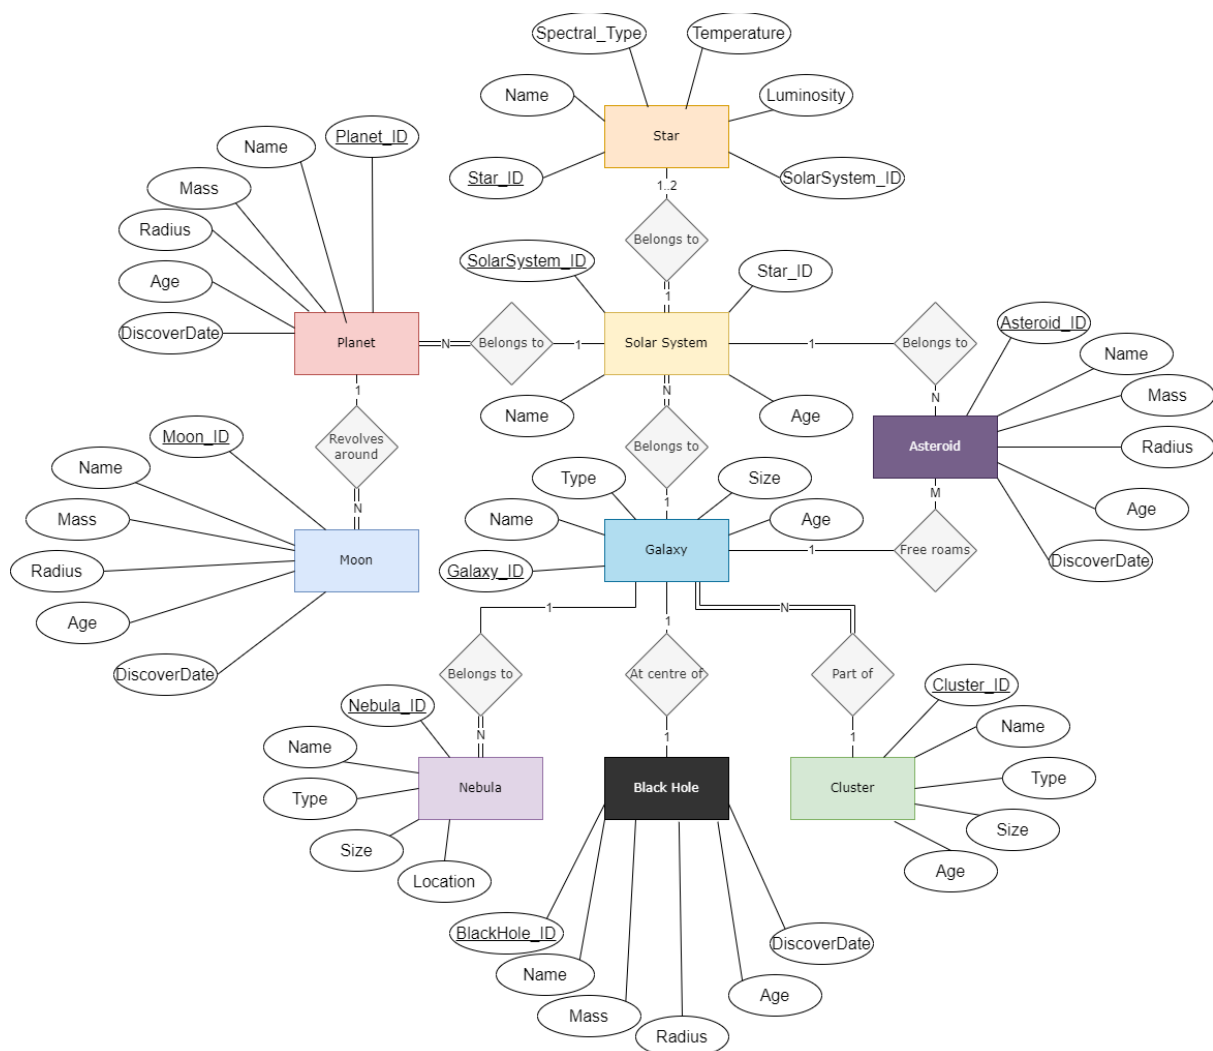 Spectral_Type
Temperature
Name
Luminosity
Star
Star_ID
SolarSystem_ID
1..2
Belongs to
1
Planet_ID
Name
Mass
Radius
Age
DiscoverDate
Planet
N
Belongs to
1
SolarSystem_ID
Star_ID
Solar System
Name
Age
1
Belongs to
N
Asteroid_ID
Name
Mass
Radius
Age
DiscoverDate
Asteroid
M
Free roams
1
1
Revolves
around
N
Moon_ID
Name
Mass
Radius
Age
DiscoverDate
Moon
N
Belongs to
1
Type
Size
Name
Age
Galaxy_ID
Galaxy
1
Belongs to
N
Nebula_ID
Name
Type
Size
Location
Nebula
1
At centre of
1
Black Hole
BlackHole_ID
Name
Mass
Radius
Age
DiscoverDate
N
Part of
1
Cluster_ID
Name
Type
Size
Age
Cluster